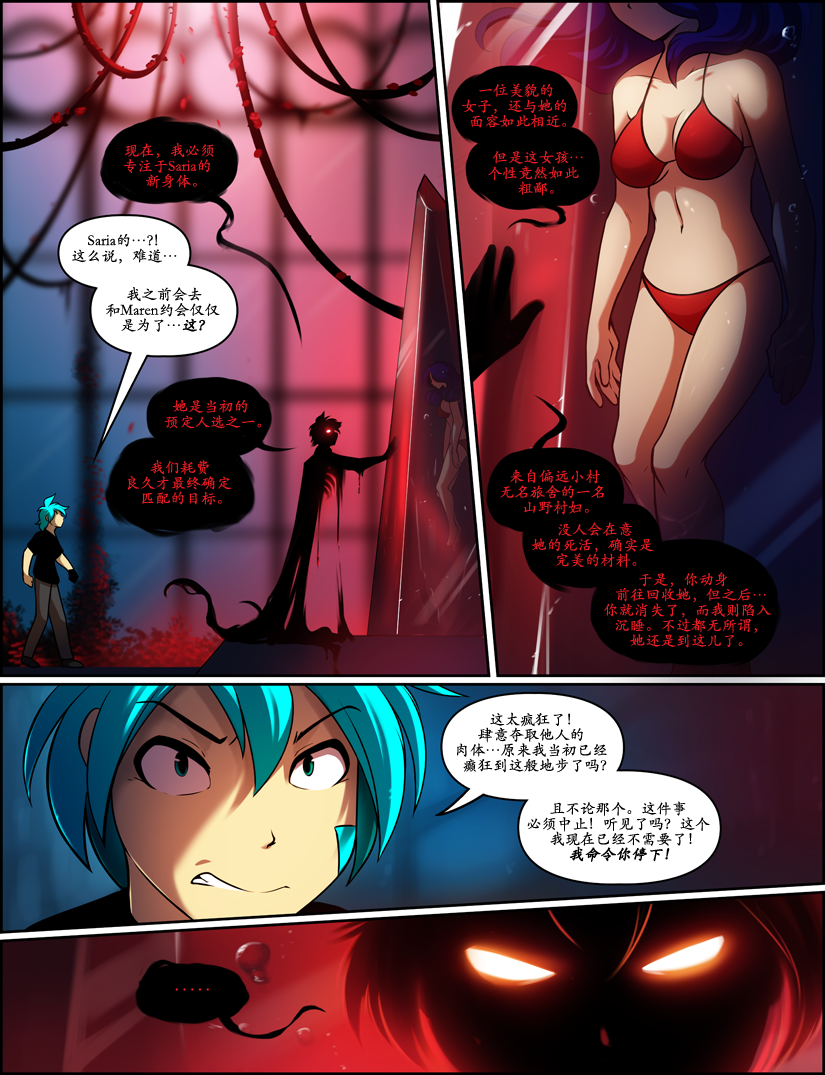 现在，我必须
专注于Saria的
新身体。
Saria的…?!
这么说，难道…
我之前会去
和Maren约会仅仅
是为了…这？
她是当初的
预定人选之一。
我们耗费
良久才最终确定
匹配的目标。
一位美貌的
女子，还与她的
面容如此相近。
但是这女孩…
个性竟然如此
粗鄙。
来自偏远小村
无名旅舍的一名
山野村妇。
没人会在意
她的死活，确实是
完美的材料。
于是，你动身
前往回收她，但之后…
你就消失了，而我则陷入
沉睡。不过都无所谓，
她还是到这儿了。
这太疯狂了！
肆意夺取他人的
肉体…原来我当初已经
癫狂到这般地步了吗？
且不论那个。这件事
必须中止！听见了吗？这个
我现在已经不需要了！
我命令你停下！
.....